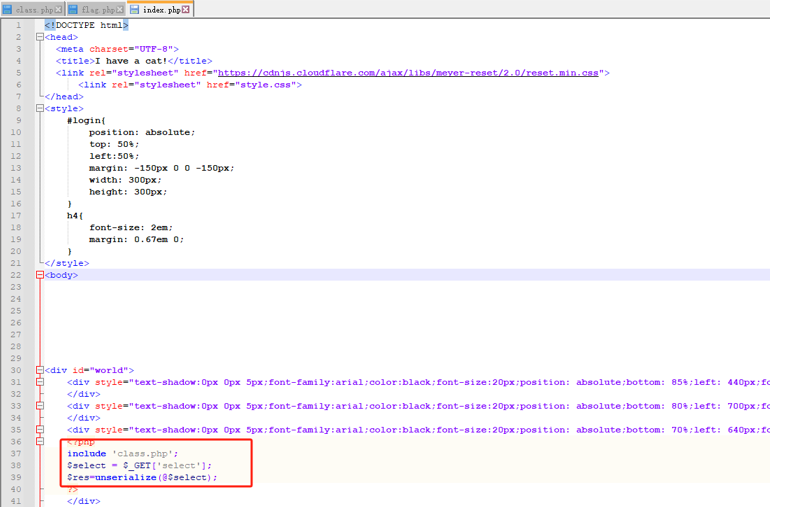 class.php flag.php index.php
1 <!DOCTYPE html>
2 <head>
3 <meta charset="UTF-8">
4 <title>I have a cat!</title>
5 <link rel="stylesheet" href="https://cdnjs.cloudflare.com/ajax/libs/meyer-reset/2.0/reset.min.css">
6 <link rel="stylesheet" href="style.css">
7 </head>
8 <style>
9 #login{
10 position: absolute;
11 top: 50%;
12 left:50%;
13 margin: -150px 0 0 -150px;
14 width: 300px;
15 height: 300px;
16 }
17 h4{
18 font-size: 2em;
19 margin: 0.67em 0;
20 }
21 </style>
22 <body>
23
24
25
26
27
28
29
30 <div id="world">
31 <div style="text-shadow:0px 0px 5px;font-family:arial;color:black;font-size:20px;position: absolute;bottom: 85%;left: 440px;fo
32 </div>
33 <div style="text-shadow:0px 0px 5px;font-family:arial;color:black;font-size:20px;position: absolute;bottom: 80%;left: 700px;fo
34 </div>
35 <div style="text-shadow:0px 0px 5px;font-family:arial;color:black;font-size:20px;position: absolute;bottom: 70%;left: 640px;fo
36 <?php
37 include 'class.php';
38 $select = $_GET['select'];
39 $res=unserialize(@$select);
40 ?>
41 </div>